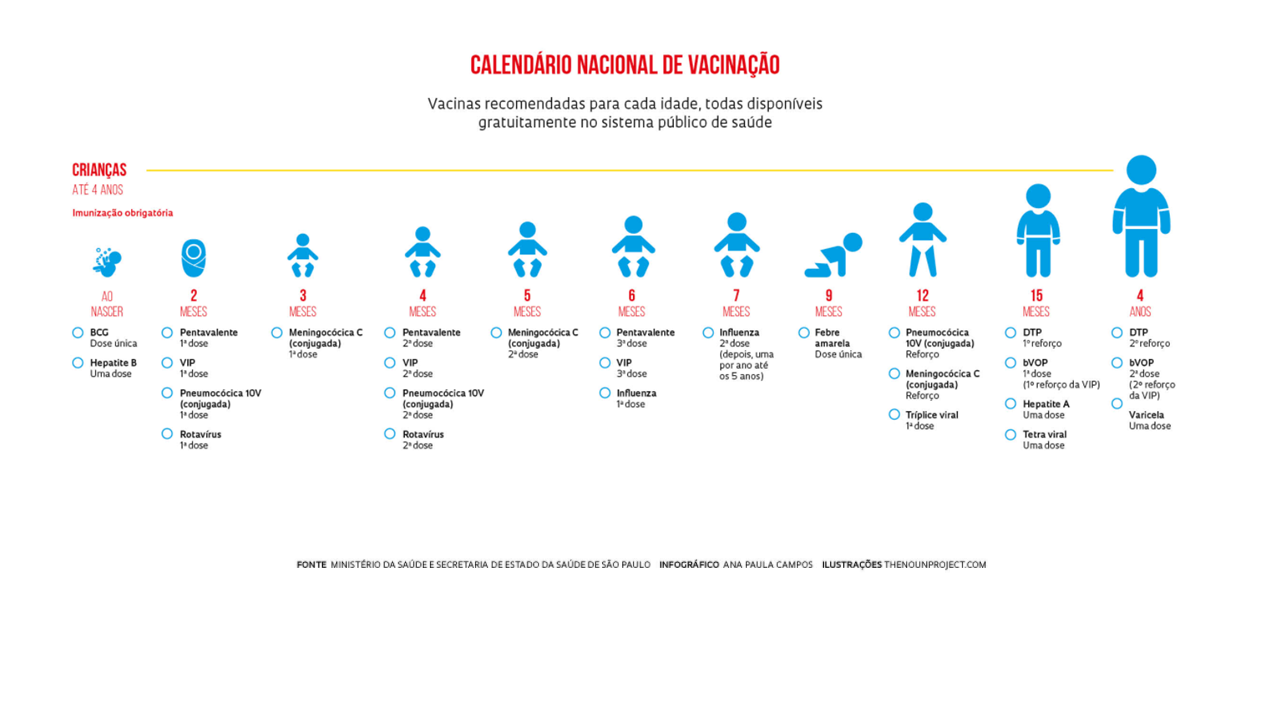 CALENDÁRIO NACIONAL DE VACINAÇÃO
Vacinas recomendadas para cada idade, todas disponíveis
gratuitamente no sistema público de saúde
CRIANÇAS
ATÉ 4 ANOS
Imunização obrigatória
AO
NASCER
BCG
Dose única
Hepatite B
Uma dose
2
MESES
Pentavalente
1ª dose
VIP
1ª dose
Pneumocócica 10V
(conjugada)
1ª dose
Rotavírus
1ª dose
3
MESES
Meningocócica C
(conjugada)
1ª dose
4
MESES
Pentavalente
2ª dose
VIP
2ª dose
Pneumocócica 10V
(conjugada)
2ª dose
Rotavírus
2ª dose
5
MESES
Meningocócica C
(conjugada)
2ª dose
6
MESES
Pentavalente
3ª dose
VIP
3ª dose
Influenza
1ª dose
7
MESES
Influenza
2ª dose
(depois, uma
por ano até
os 5 anos)
9
MESES
Febre
amarela
Dose única
12
MESES
Pneumocócica
10V (conjugada)
Reforço
Meningocócica C
(conjugada)
Reforço
Tríplice viral
1ª dose
15
MESES
DTP
1º reforço
bVOP
1ª dose
(1º reforço da VIP)
Hepatite A
Uma dose
Tetra viral
Uma dose
4
ANOS
DTP
2º reforço
bVOP
2ª dose
(2º reforço
da VIP)
Varicela
Uma dose
FONTE MINISTÉRIO DA SAÚDE E SECRETARIA DE ESTADO DA SAÚDE DE SÃO PAULO INFOGRÁFICO ANA PAULA CAMPOS ILUSTRAÇÕES THENOUNPROJECT.COM